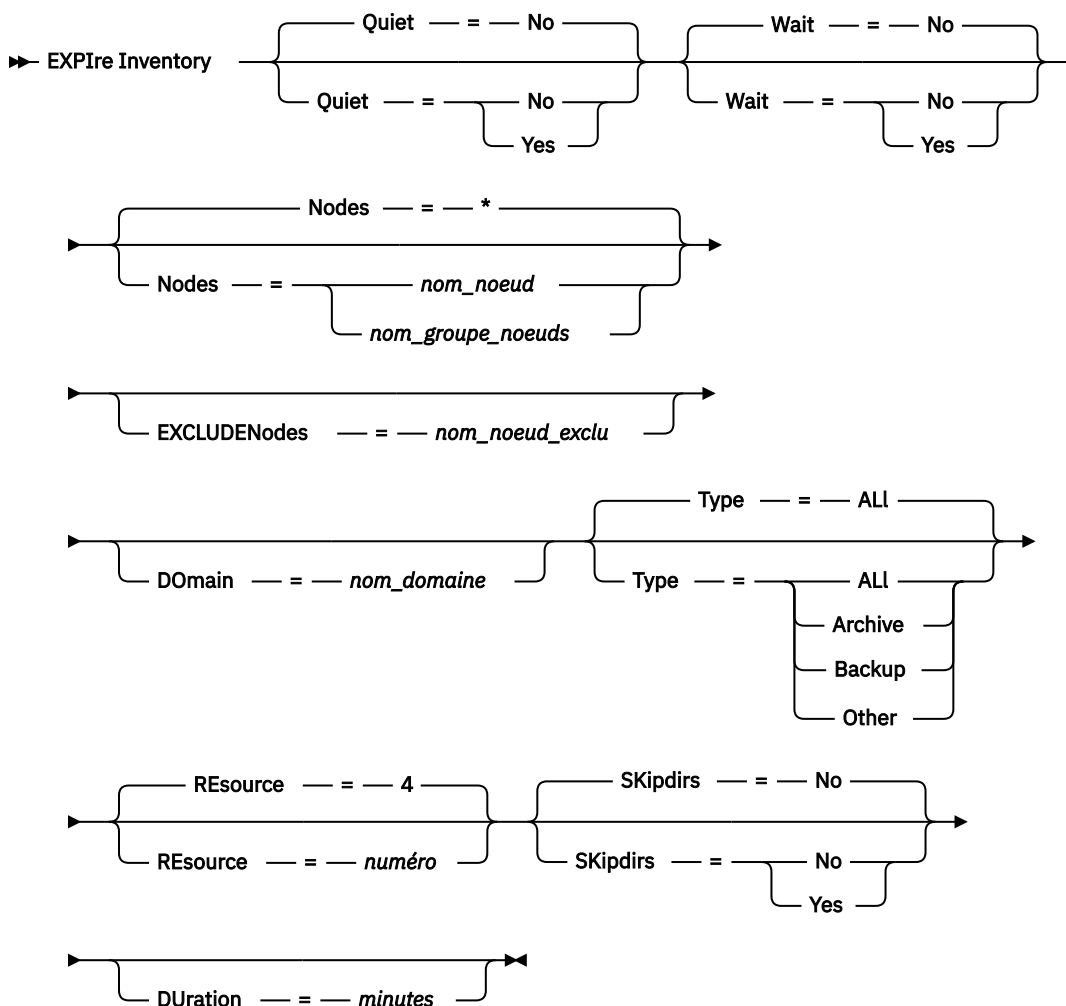 Quiet = No Wait = No
EXPIre Inventory
Quiet = No Wait = No
Yes Yes
Nodes = *
Nodes = nom_noeud
nom_groupe_noeuds
EXCLUDENodes = nom_noeud_exclu
Type = ALl
DOmain = nom_domaine Type = ALl
Archive
Backup
Other
REsource = 4 SKipdirs = No
REsource = numéro SKipdirs = No
Yes
DUration = minutes